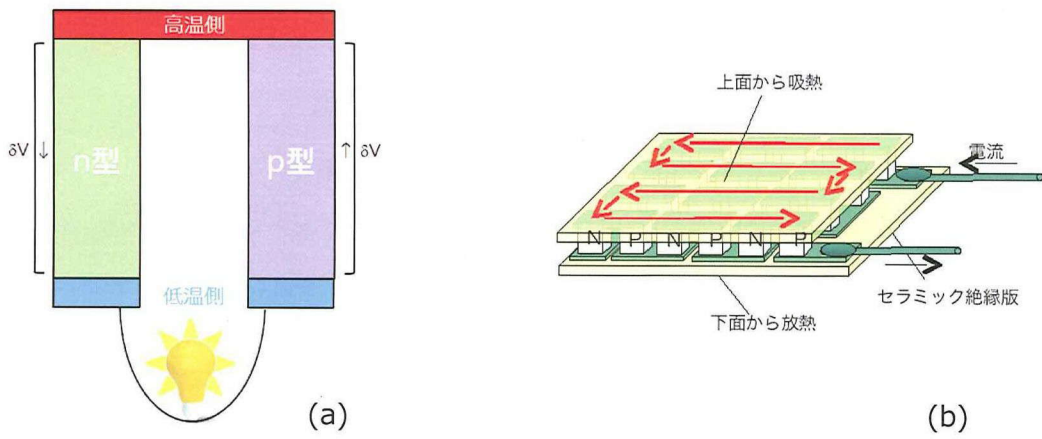 高温側
δV ↓
n型
p型
↑ δV
低温側
(a)
上面から吸熱
電流
N P N P N P
セラミック絶縁版
下面から放熱
(b)